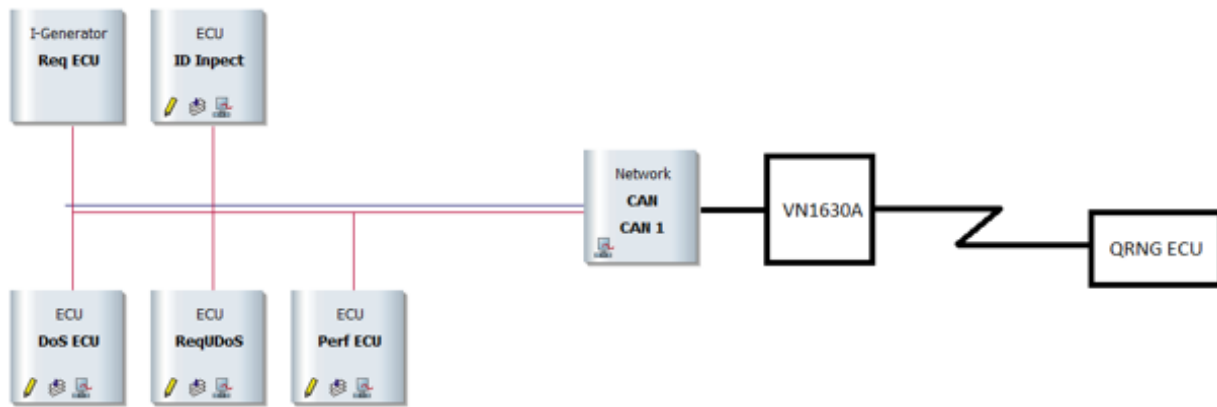 I-Generator
Req ECU
ECU
ID Inpect
Network
CAN
CAN 1
VN1630A
QRNG ECU
ECU
DoS ECU
ECU
ReqUDoS
ECU
Perf ECU